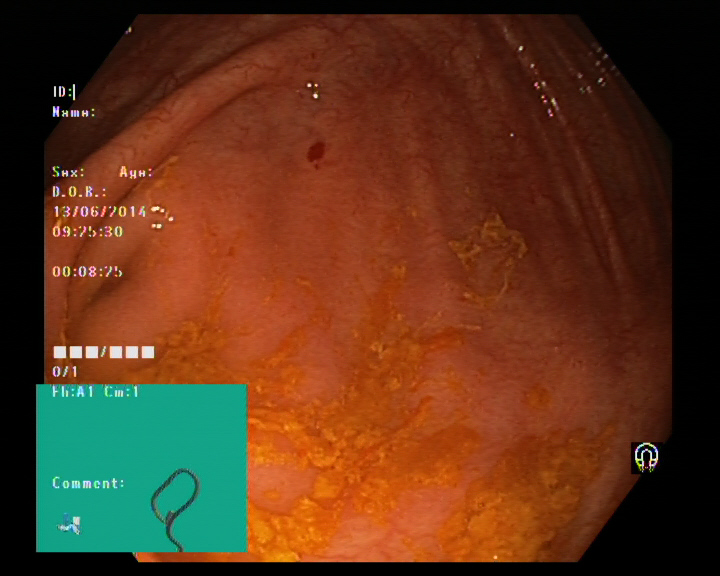 ID:
Name:
Sex: Age:
D.O.B.:
13/06/2014
09:25:30
00:08:25
■■■/■■■
0/1
Eh:A1 Cm:1
Comment: